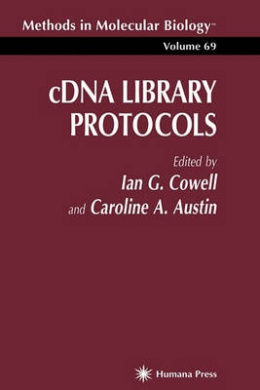 Methods in Molecular Biology™
Volume 69
cDNA LIBRARY
PROTOCOLS
Edited by
Ian G. Cowell
and Caroline A. Austin
Humana Press